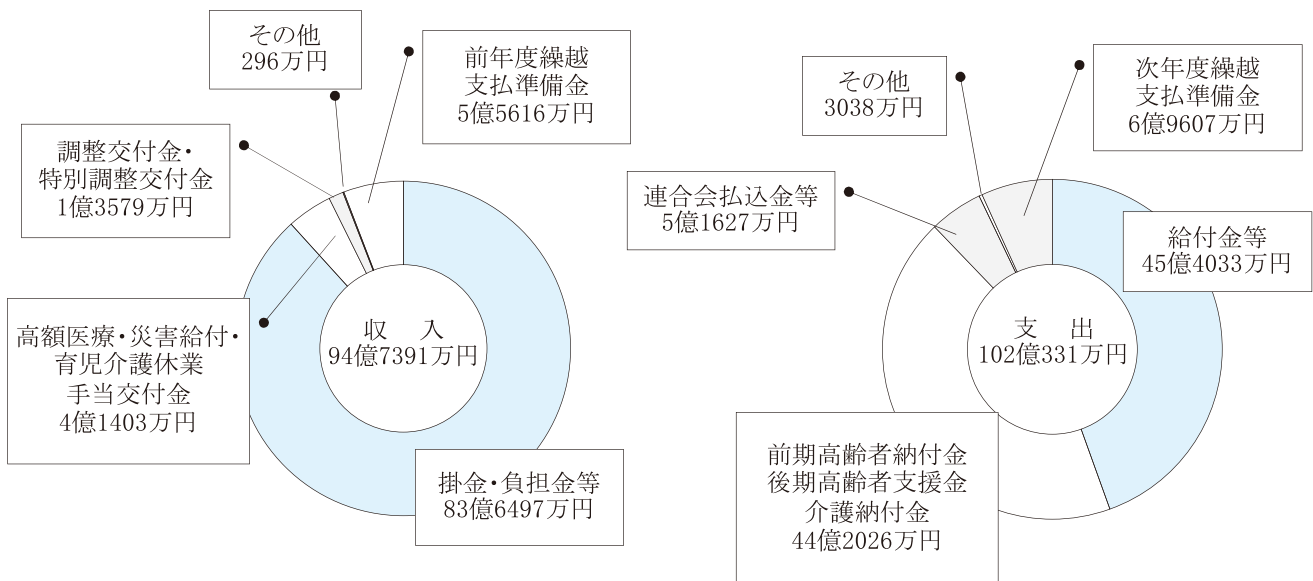 その他
296万円
前年度繰越
支払準備金
5億5616万円
調整交付金・
特別調整交付金
1億3579万円
高額医療・災害給付・
育児介護休業
手当交付金
4億1403万円
収　入
94億7391万円
掛金・負担金等
83億6497万円
その他
3038万円
次年度繰越
支払準備金
6億9607万円
連合会払込金等
5億1627万円
給付金等
45億4033万円
支　出
102億331万円
前期高齢者納付金
後期高齢者支援金
介護納付金
44億2026万円